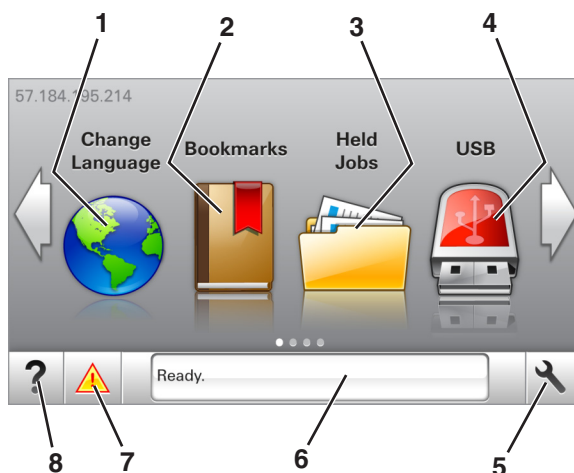 1 2 3 4
57.184.195.214
Change
Language
Bookmarks
Held
Jobs
USB
?
!
Ready.
8 7 6 5